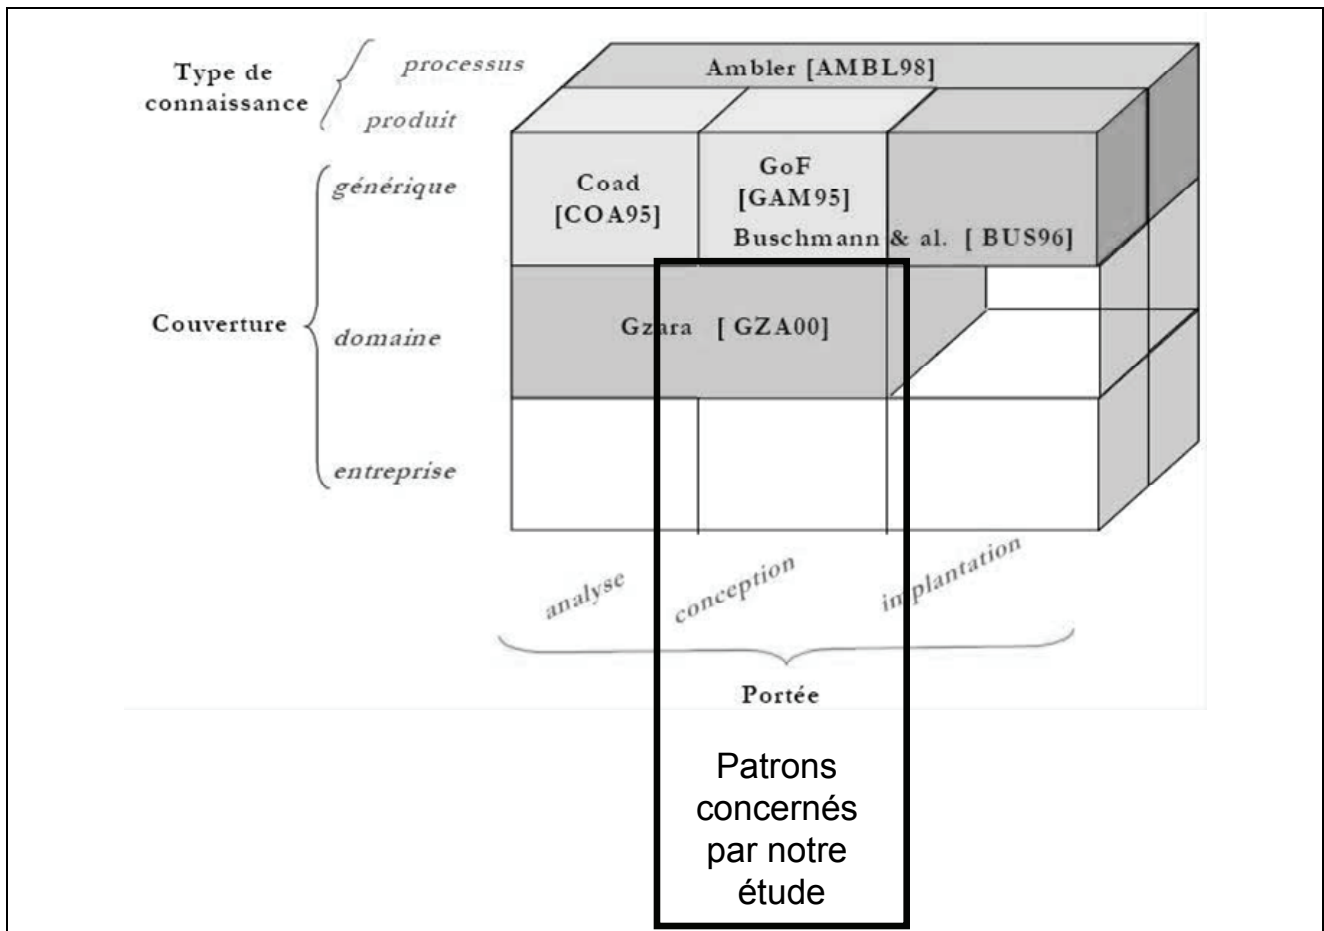 Type de
connaissance
processus
produit
Ambler [AMBL98]
Couverture
générique
domaine
entreprise
Coad
[COA95]
GoF
[GAM95]
Buschmann & al. [ BUS96]
Gzara [ GZA00]
analyse
conception
implantation
Portée
Patrons
concernés
par notre
étude